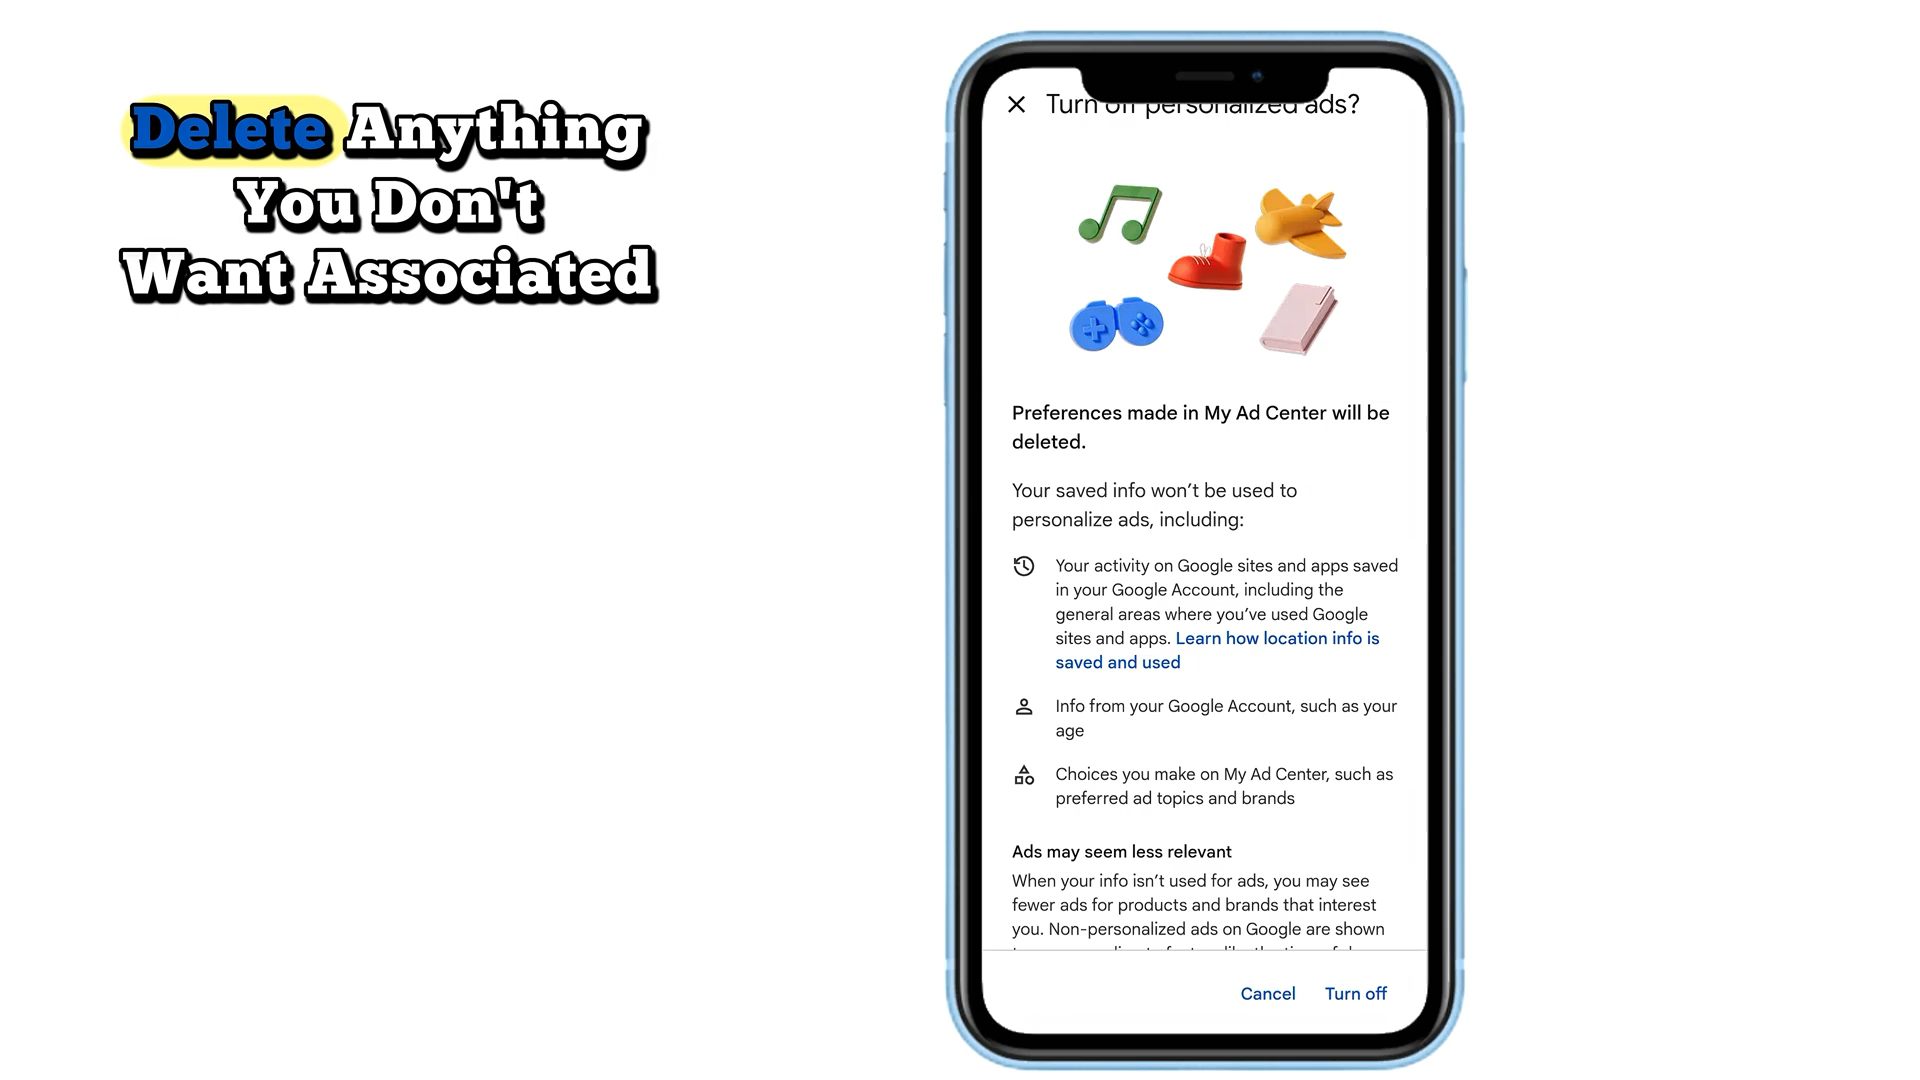 Delete Anything
You Don't
Want Associated
Turn off personalized ads?
Preferences made in My Ad Center will be
deleted.
Your saved info won’t be used to
personalize ads, including:
Your activity on Google sites and apps saved
in your Google Account, including the
general areas where you’ve used Google
sites and apps. Learn how location info is
saved and used
Info from your Google Account, such as your
age
Choices you make on My Ad Center, such as
preferred ad topics and brands
Ads may seem less relevant
When your info isn’t used for ads, you may see
fewer ads for products and brands that interest
you. Non-personalized ads on Google are shown
Cancel Turn off